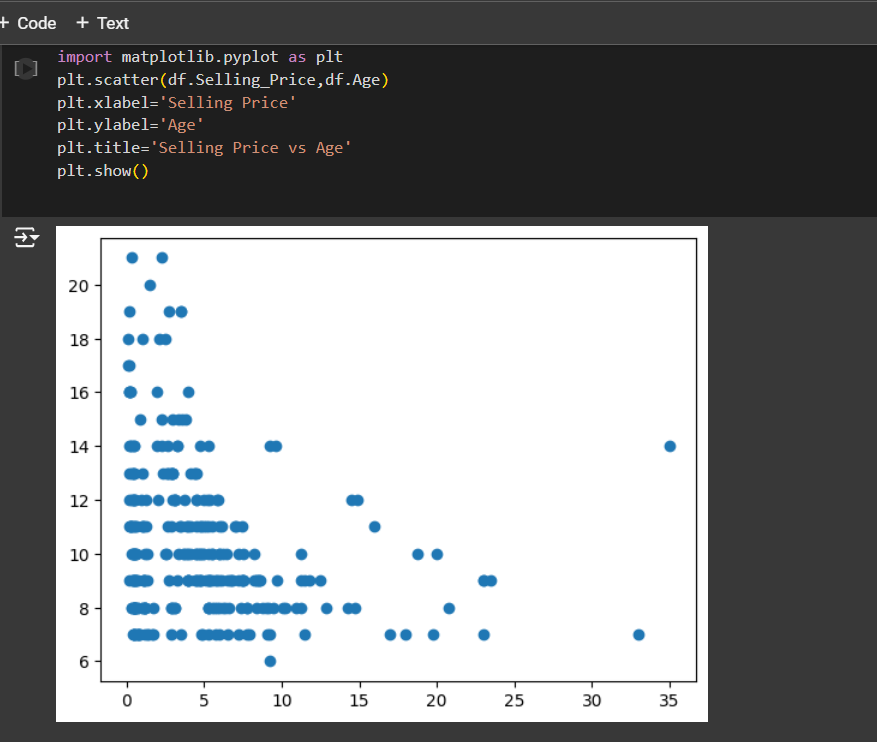 + Code + Text
import matplotlib.pyplot as plt
plt.scatter(df.Selling_Price,df.Age)
plt.xlabel='Selling Price'
plt.ylabel='Age'
plt.title='Selling Price vs Age'
plt.show()
20
18
16
14
12
10
8
6
0 5 10 15 20 25 30 35